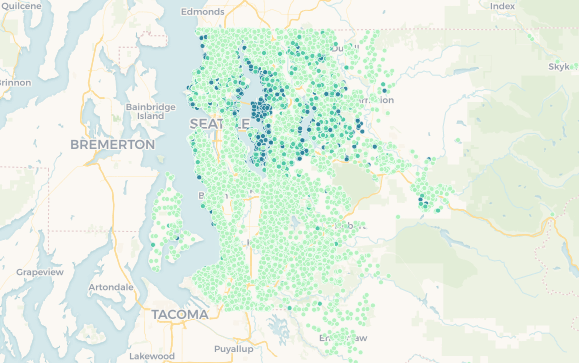 Quilcene
Edmonds
Index
Skyk
Brinnon
Bainbridge
Island
SEATTLE
BREMERTON
Grapeview
Artondale
TACOMA
Puyallup
Lakewood